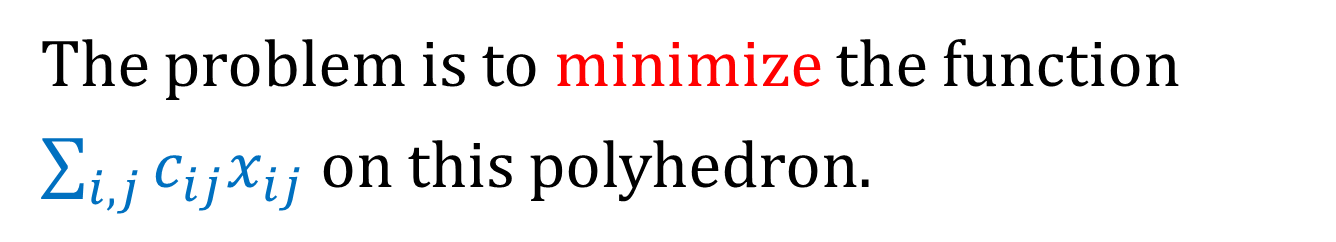 The problem is to minimize the function
∑_{i,j} c_{ij}x_{ij} on this polyhedron.